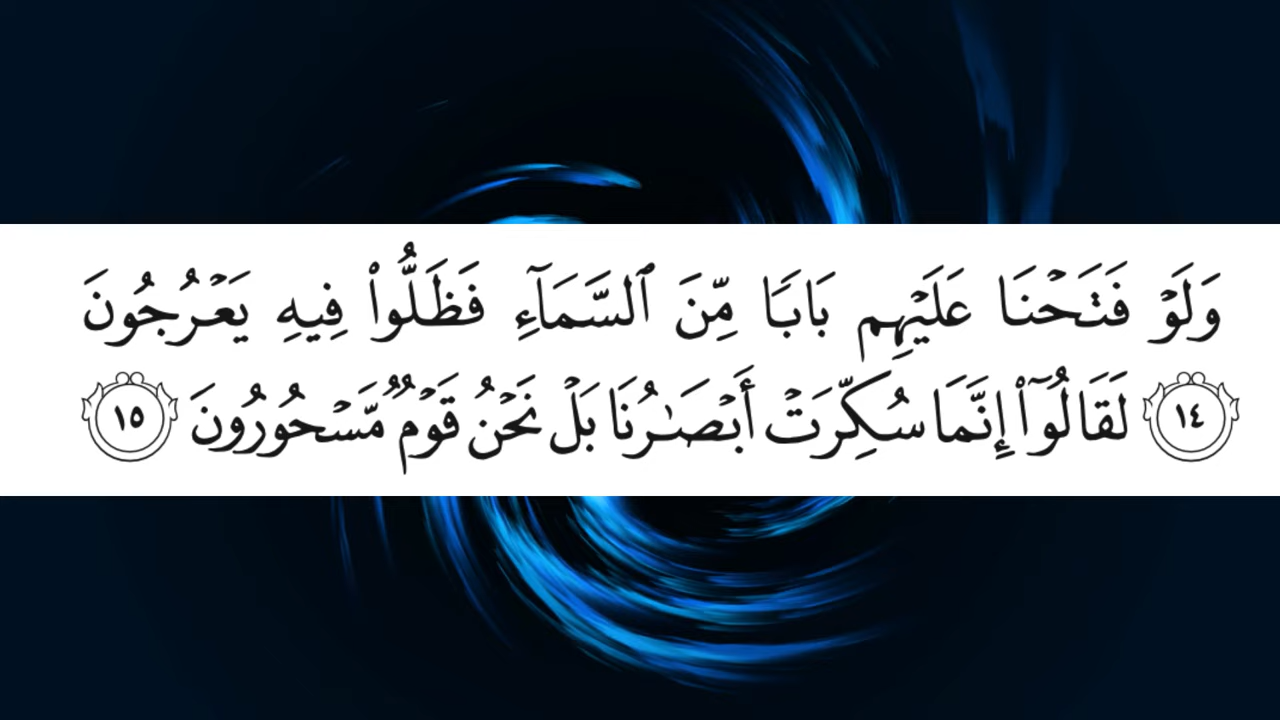 وَلَوْ فَتَحْنَا عَلَيْهِم بَابًا مِّنَ ٱلسَّمَآءِ فَظَلُّوا۟ فِيهِ يَعْرُجُونَ
١٤ لَقَالُوٓا۟ إِنَّمَا سُكِّرَتْ أَبْصَـٰرُنَا بَلْ نَحْنُ قَوْمٌ مَّسْحُورُونَ ١٥